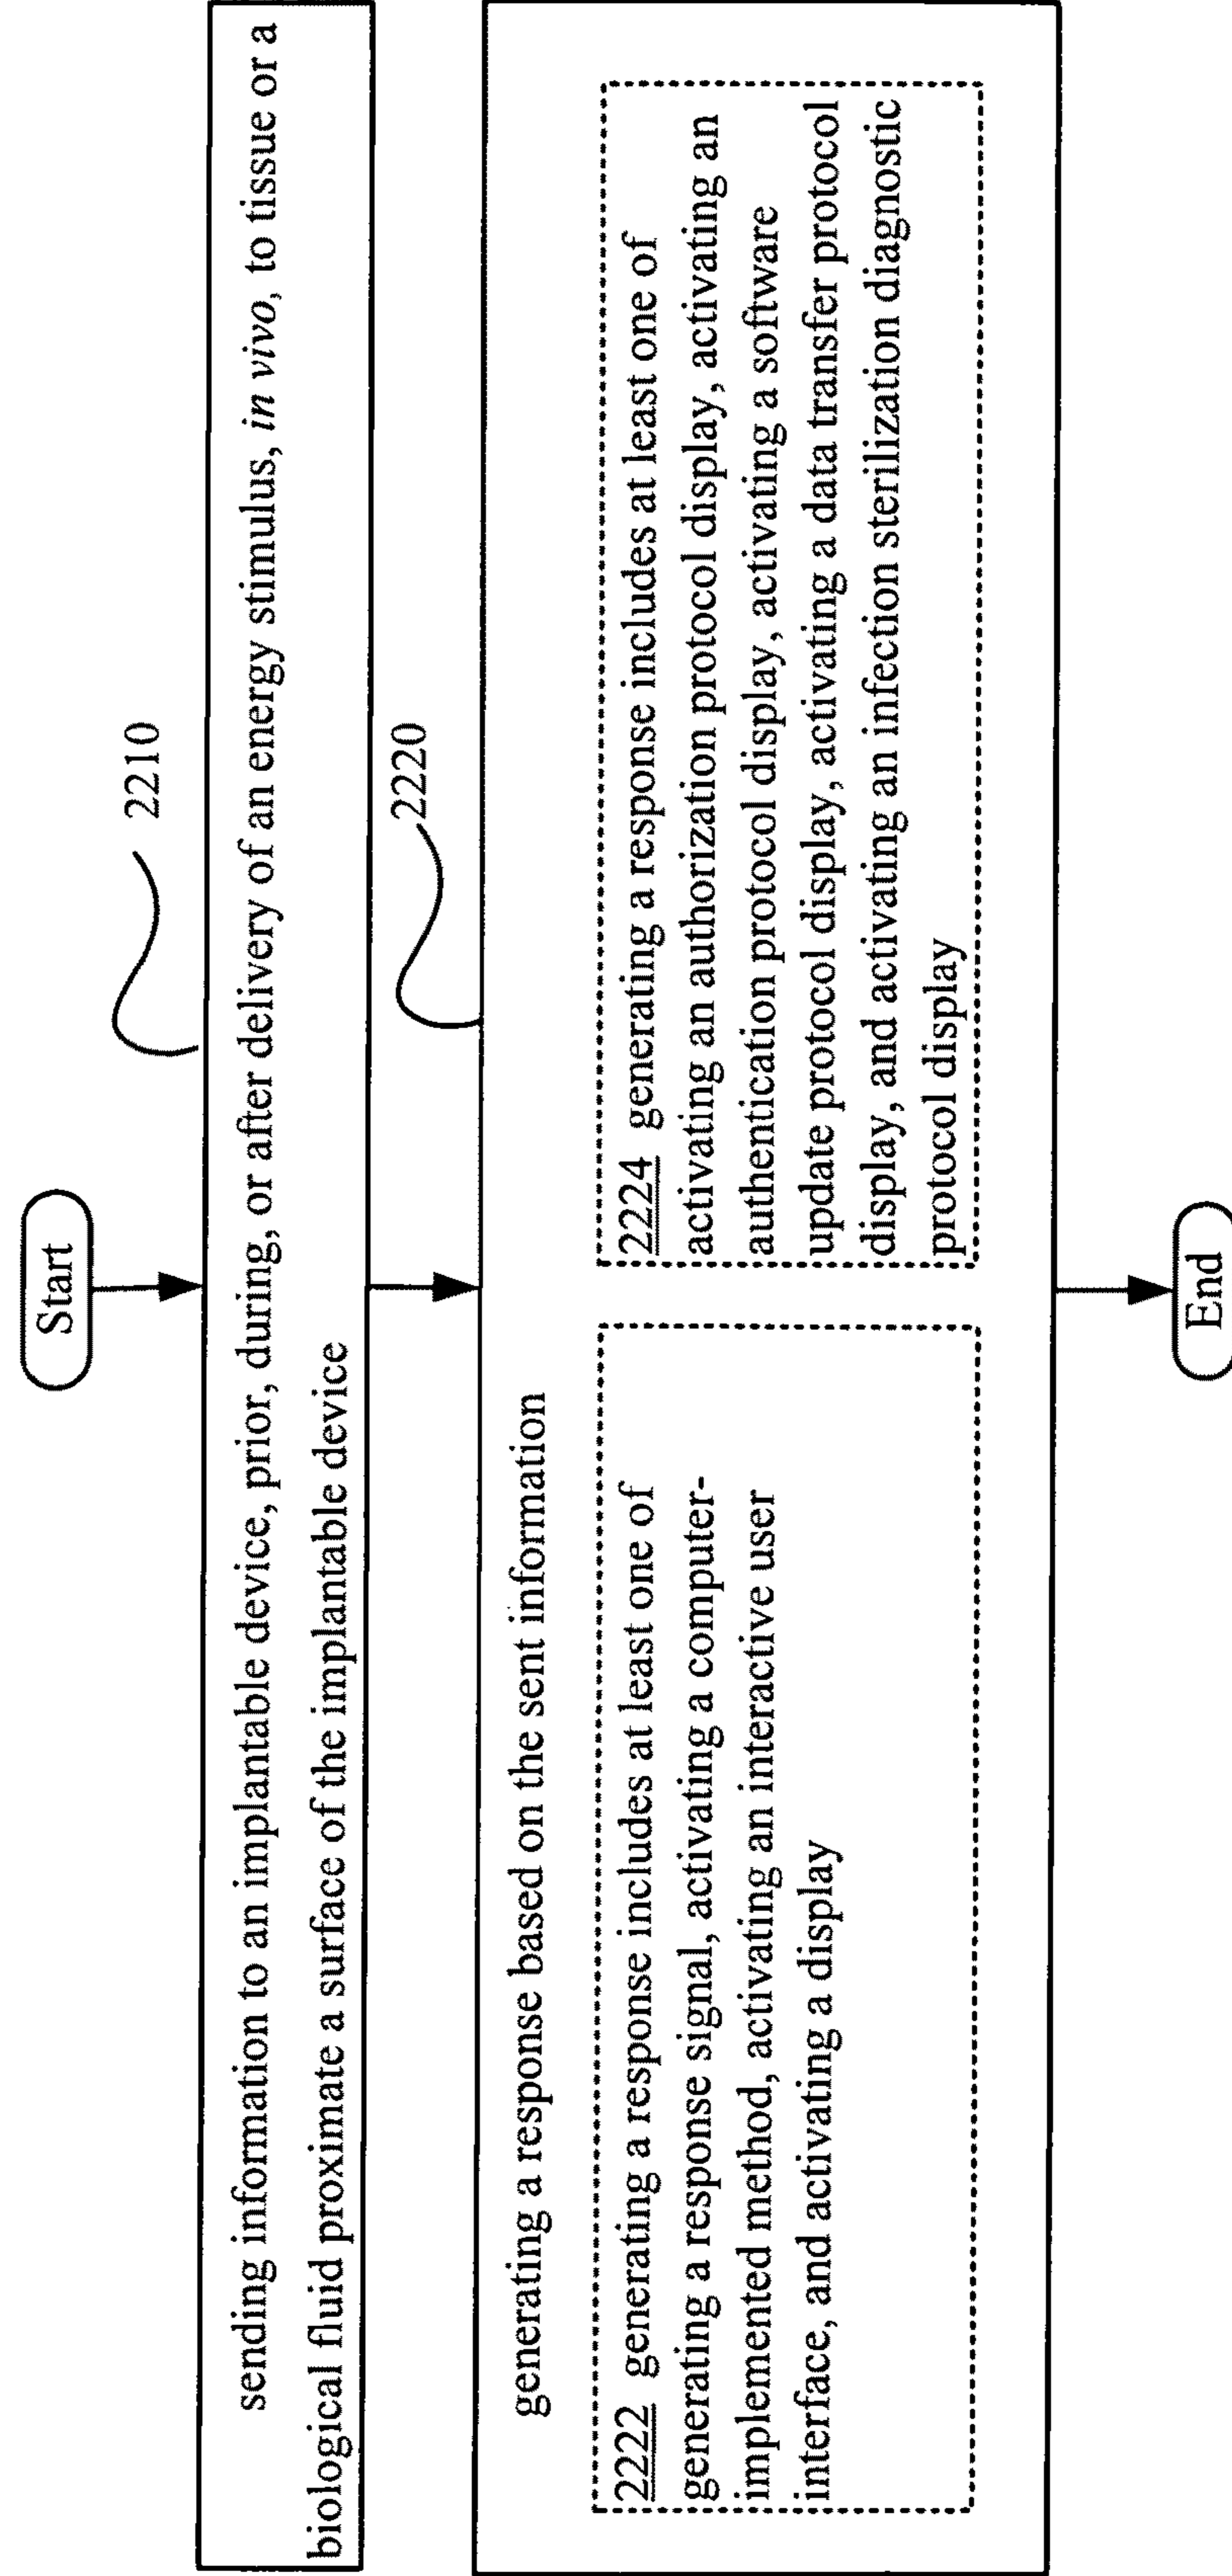 Start
2210
sending information to an implantable device, prior, during, or after delivery of an energy stimulus, in vivo, to tissue or a
biological fluid proximate a surface of the implantable device
2220
generating a response based on the sent information
2222 generating a response includes at least one of
generating a response signal, activating a computer-
implemented method, activating an interactive user
interface, and activating a display
2224 generating a response includes at least one of
activating an authorization protocol display, activating an
authentication protocol display, activating a software
update protocol display, activating a data transfer protocol
display, and activating an infection sterilization diagnostic
protocol display
End